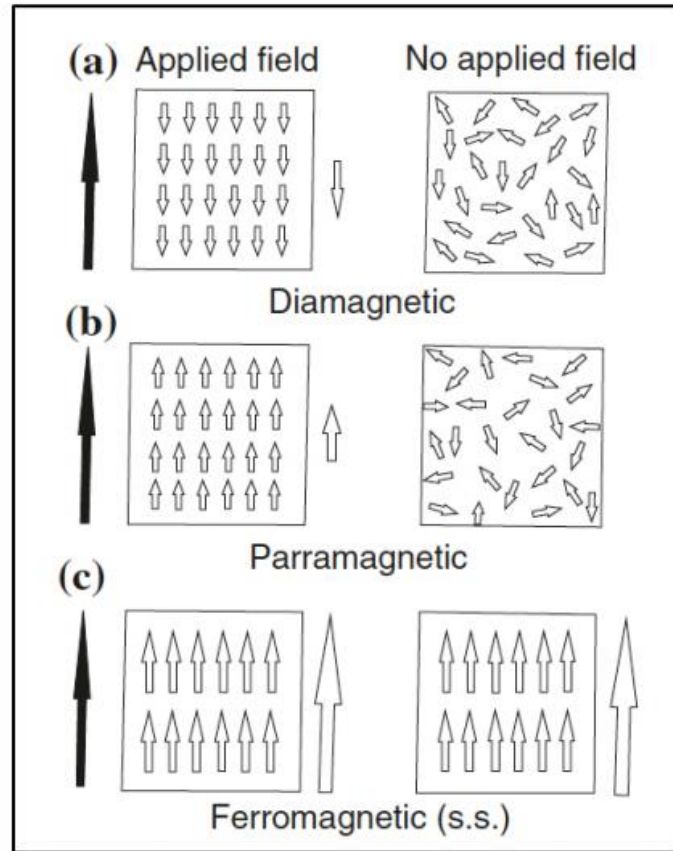 (a) Applied field No applied field
Diamagnetic
(b)
Parramagnetic
(c)
Ferromagnetic (s.s.)